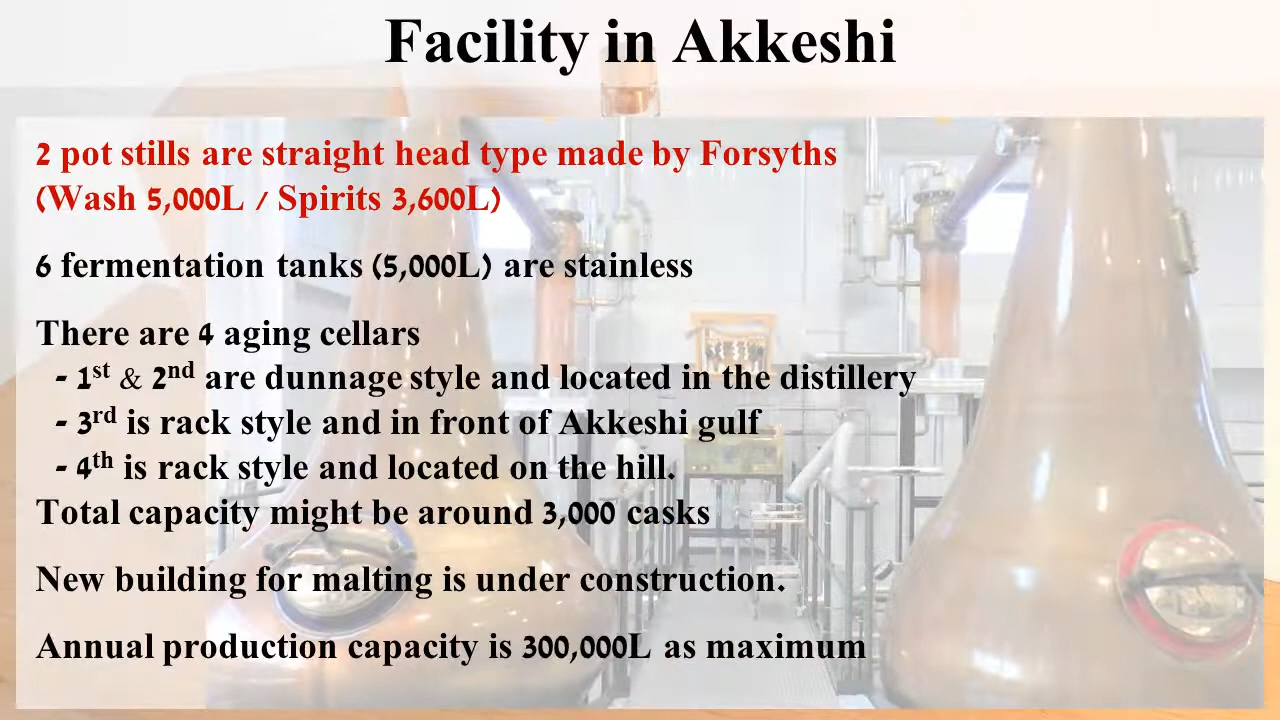 Facility in Akkeshi
2 pot stills are straight head type made by Forsyths
(Wash 5,000L / Spirits 3,600L)
6 fermentation tanks (5,000L) are stainless
There are 4 aging cellars
- 1st & 2nd are dunnage style and located in the distillery
- 3rd is rack style and in front of Akkeshi gulf
- 4th is rack style and located on the hill.
Total capacity might be around 3,000 casks
New building for malting is under construction.
Annual production capacity is 300,000L as maximum